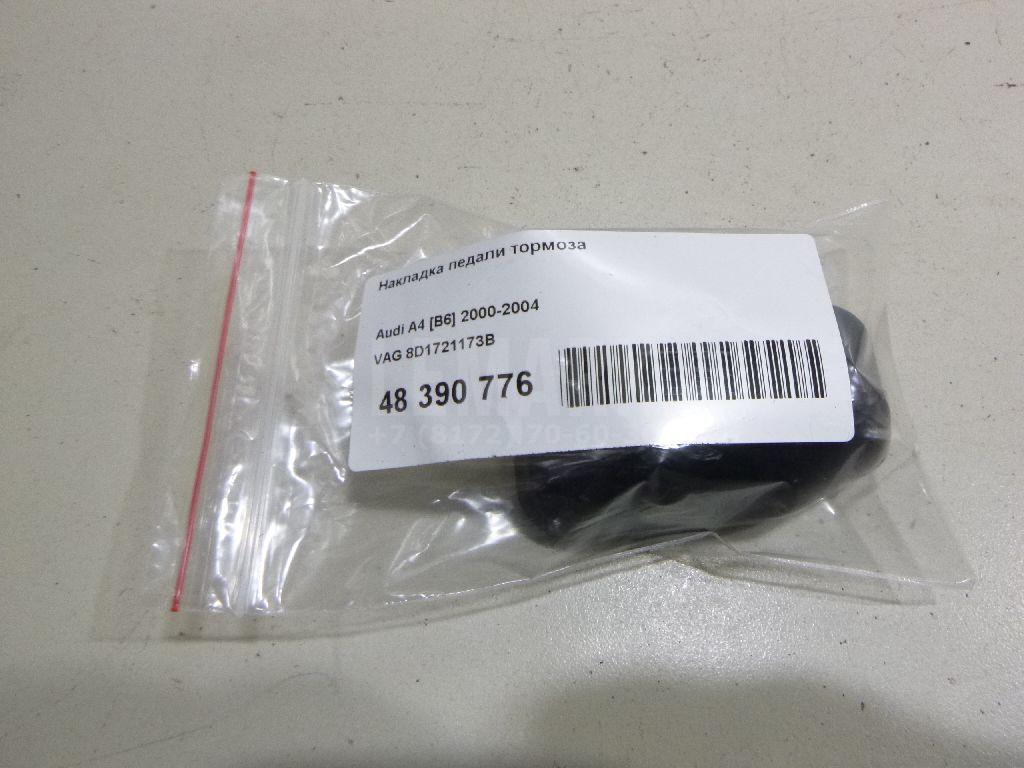 Накладка педали тормоза
Audi A4 [B6] 2000-2004
VAG 8D1721173B
48 390 776